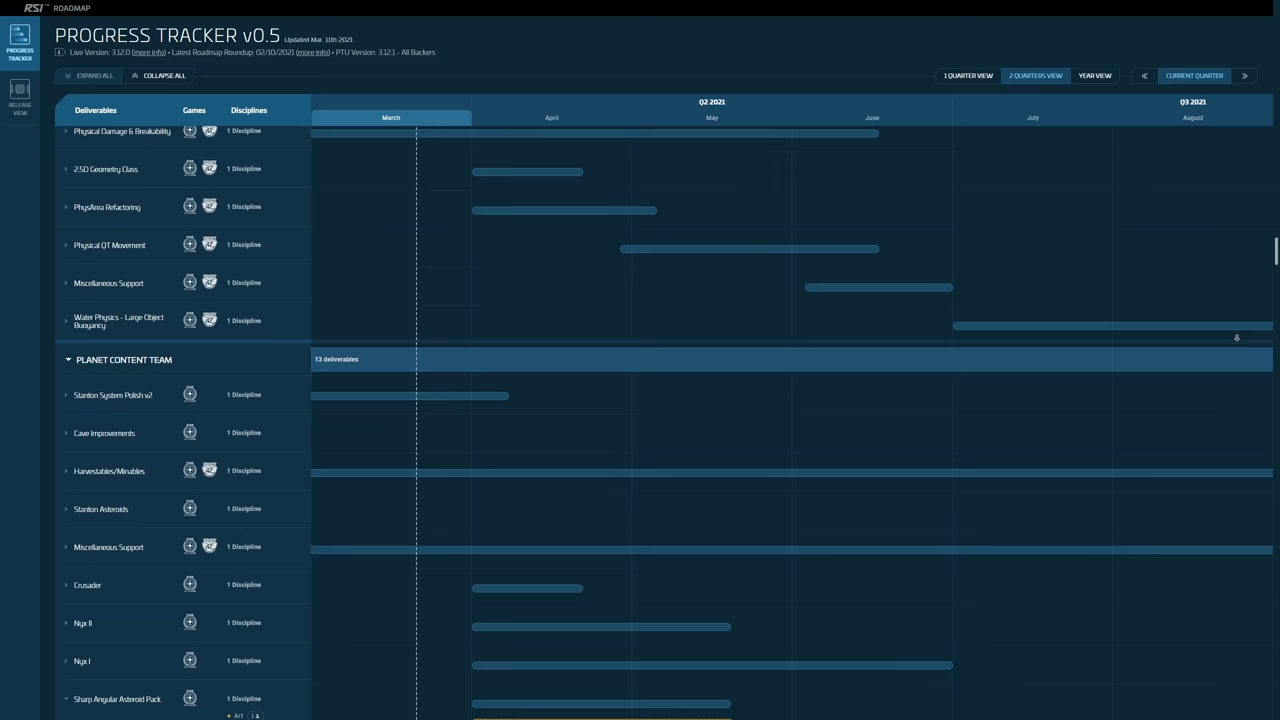 RSI ROADMAP
PROGRESS TRACKER
RELEASE VIEW
PROGRESS TRACKER v0.5 Updated Mar. 11th 2021
Live Version: 3.12.0 (more info) • Latest Roadmap Roundup: 02/10/2021 (more info) • PTU Version: 3.12.1 - All Backers
EXPAND ALL COLLAPSE ALL 1 QUARTER VIEW 2 QUARTERS VIEW YEAR VIEW CURRENT QUARTER
Q2 2021 Q3 2021
Deliverables Games Disciplines
March April May June July August
Physical Damage & Breakability 1 Discipline
2.5D Geometry Class 1 Discipline
PhysArea Refactoring 1 Discipline
Physical QT Movement 1 Discipline
Miscellaneous Support 1 Discipline
Water Physics - Large Object
Buoyancy 1 Discipline
PLANET CONTENT TEAM 13 deliverables
Stanton System Polish v2 1 Discipline
Cave Improvements 1 Discipline
Harvestables/Minables 1 Discipline
Stanton Asteroids 1 Discipline
Miscellaneous Support 1 Discipline
Crusader 1 Discipline
Nyx II 1 Discipline
Nyx I 1 Discipline
Sharp Angular Asteroid Pack 1 Discipline
Art 1